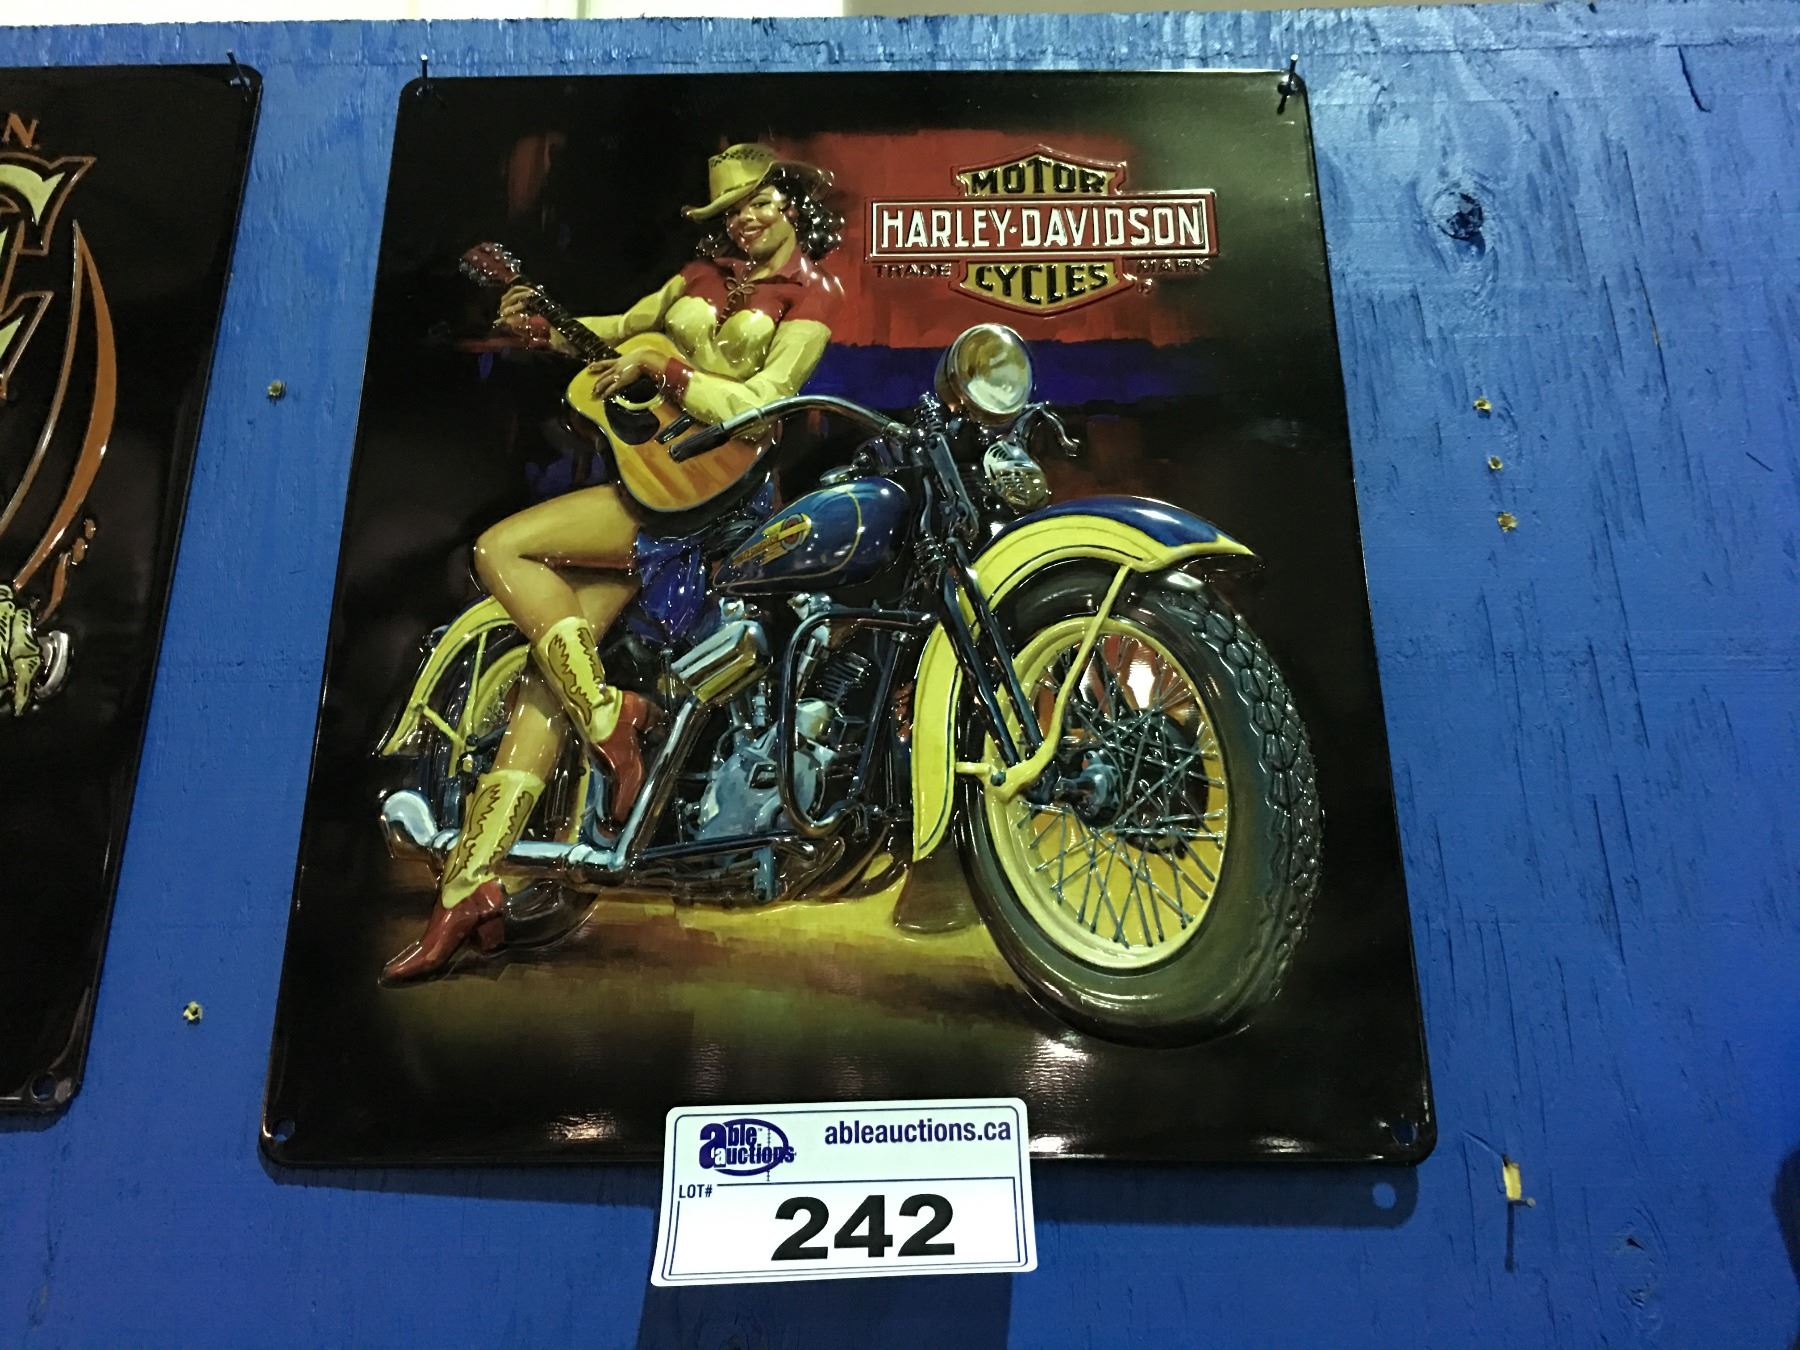 N.
MOTOR
HARLEY-DAVIDSON
TRADE MARK
CYCLES
able auctions
ableauctions.ca
LOT#
242